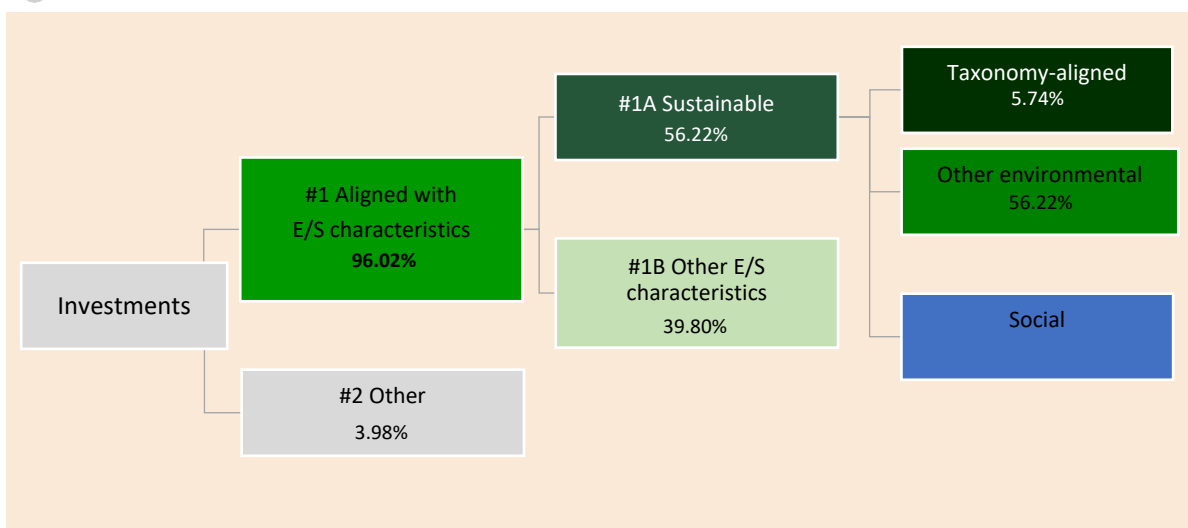 Investments
#1 Aligned with
E/S characteristics
96.02%
#2 Other
3.98%
#1A Sustainable
56.22%
#1B Other E/S
characteristics
39.80%
Taxonomy-aligned
5.74%
Other environmental
56.22%
Social